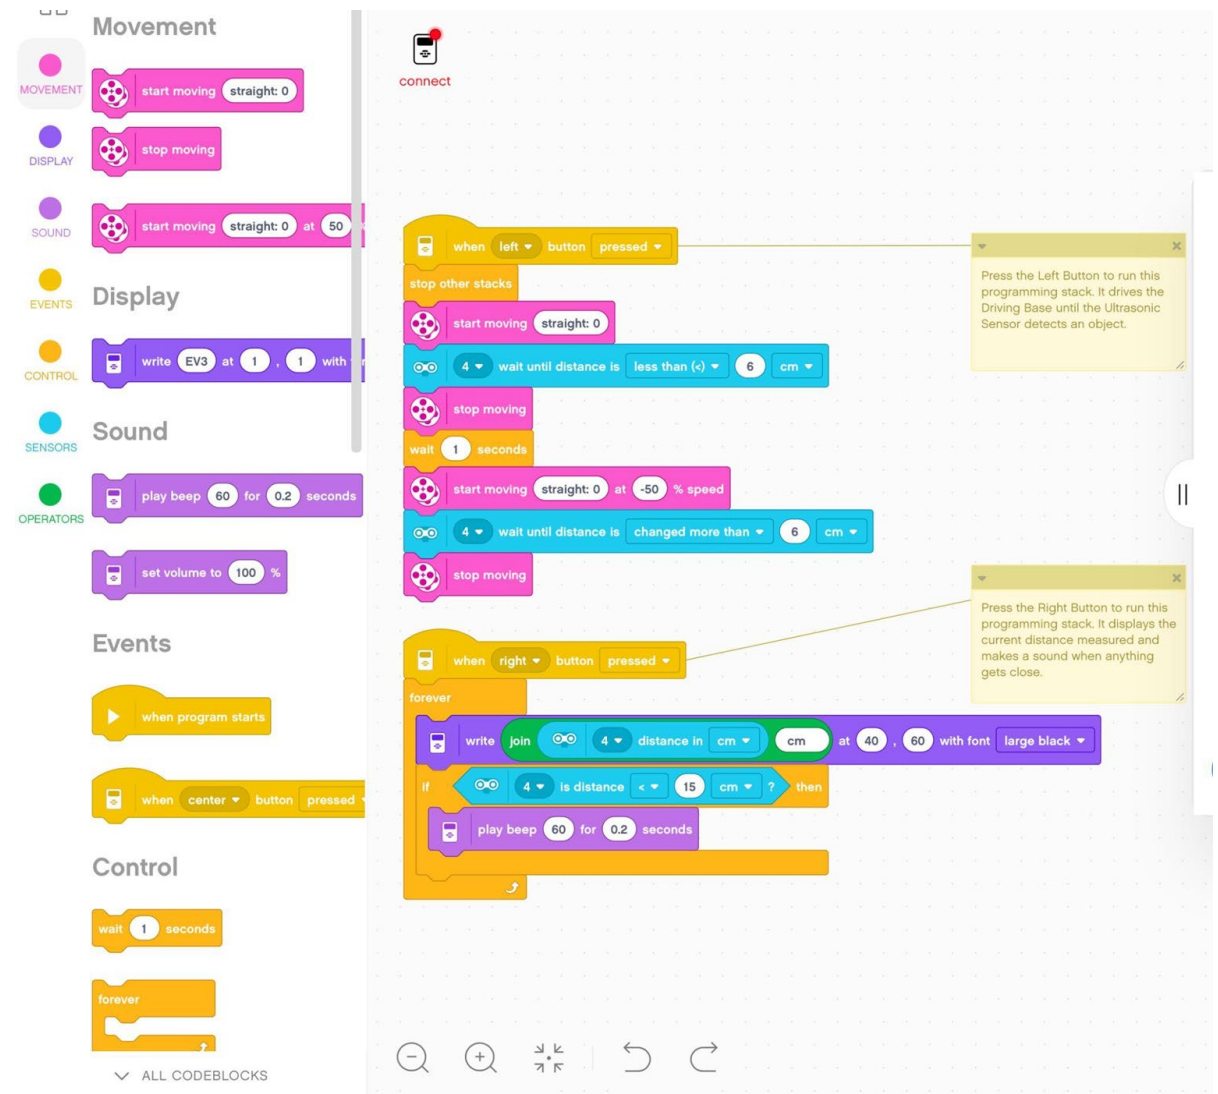 Movement
MOVEMENT
start moving straight: 0
stop moving
start moving straight: 0 at 50
DISPLAY
SOUND
EVENTS
CONTROL
SENSORS
OPERATORS
Display
write EV3 at 1 , 1 with
Sound
play beep 60 for 0.2 seconds
set volume to 100 %
Events
when program starts
when center button pressed
Control
wait 1 seconds
forever
ALL CODEBLOCKS
connect
when left button pressed
stop other stacks
start moving straight: 0
4 wait until distance is less than (<) 6 cm
stop moving
wait 1 seconds
start moving straight: 0 at -50 % speed
4 wait until distance is changed more than 6 cm
stop moving
Press the Left Button to run this
programming stack. It drives the
Driving Base until the Ultrasonic
Sensor detects an object.
when right button pressed
forever
write join 4 distance in cm cm at 40 , 60 with font large black
if 4 is distance < 15 cm ? then
play beep 60 for 0.2 seconds
Press the Right Button to run this
programming stack. It displays the
current distance measured and
makes a sound when anything
gets close.